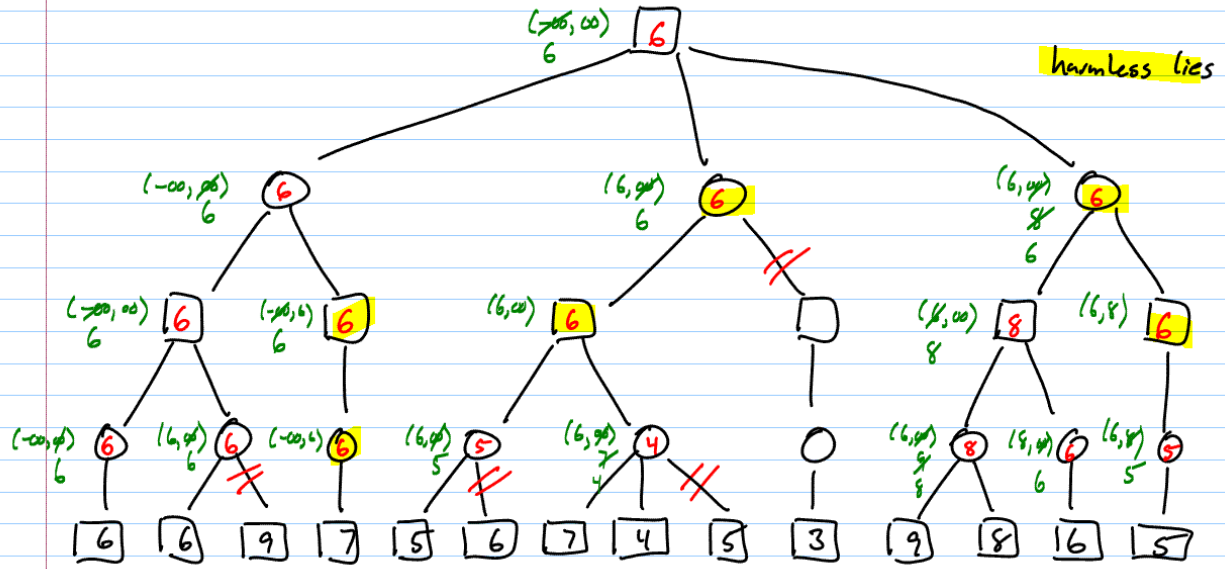 (-∞, ∞) 6
6
harmless lies
(-∞, ∞) 6 (6, ∞) 6 (6, ∞) 6
6 6 8
6
(-∞, ∞) 6 (-∞, 6) 6 (6, ∞) 6 (6, ∞) 8 (6, 8) 6
6 6 8
(-∞, ∞) 6 (6, ∞) 6 (-∞, 6) 6 (6, ∞) 5 (6, ∞) 4 (6, ∞) 8 (8, ∞) 6 (6, 8) 5
6 6 5 7 9 6 5
4 8
6 6 9 7 5 6 7 4 5 3 9 8 6 5